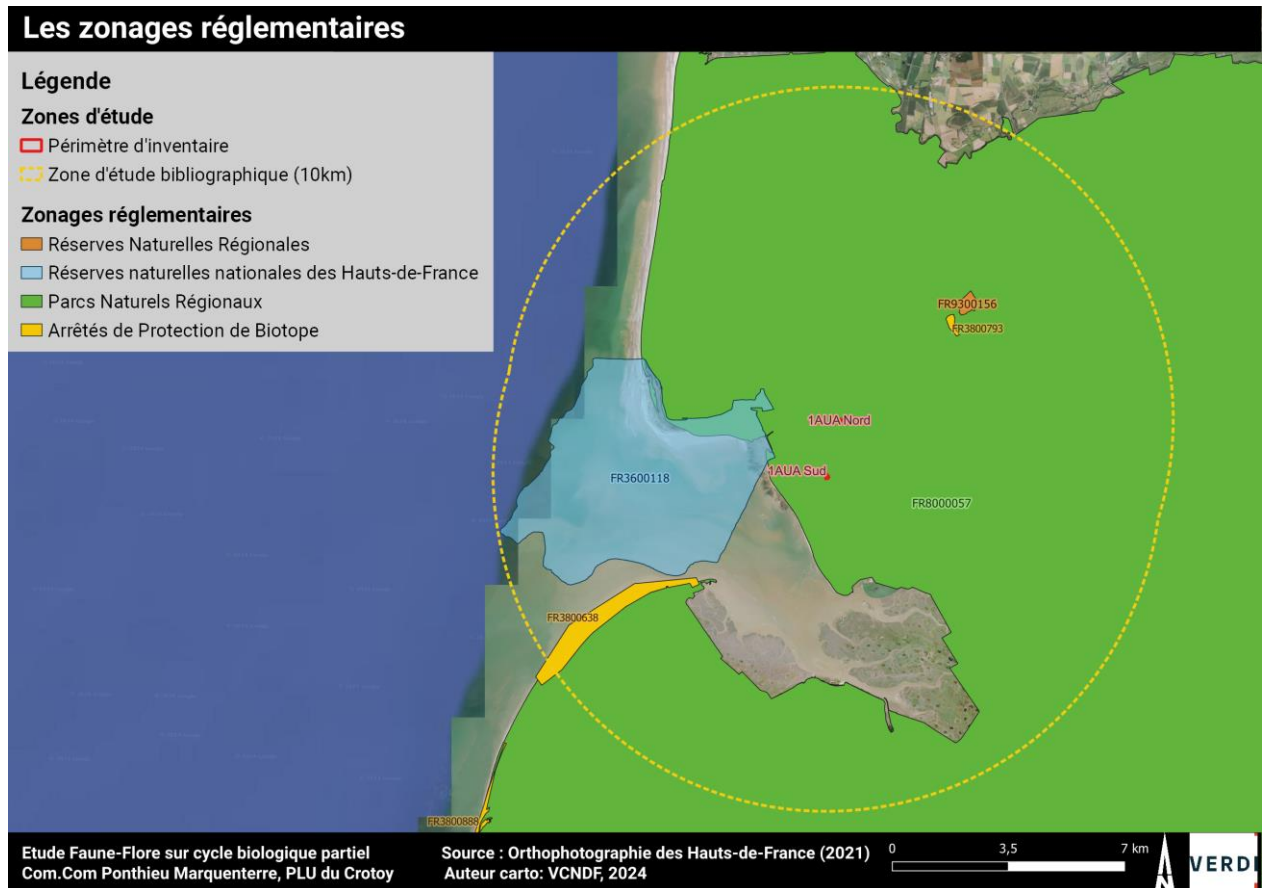 Les zonages réglementaires
Légende
Zones d'étude
Périmètre d'inventaire
Zone d'étude bibliographique (10km)
Zonages réglementaires
Réserves Naturelles Régionales
Réserves naturelles nationales des Hauts-de-France
Parcs Naturels Régionaux
Arrêtés de Protection de Biotope
FR9300156
FR3800793
1AUA Nord
1AUA Sud
FR3600118
FR8000057
FR3800638
FR3800888
Etude Faune-Flore sur cycle biologique partiel
Com.Com Ponthieu Marquenterre, PLU du Crotoy
Source : Orthophotographie des Hauts-de-France (2021)
Auteur carto: VCNDF, 2024
0 3,5 7 km
N
VERDI